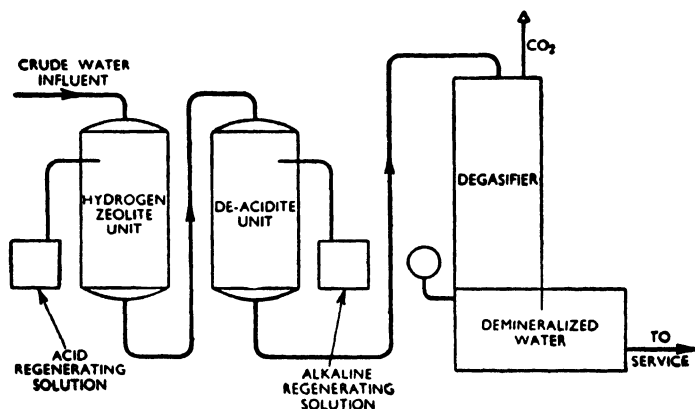 CRUDE WATER
INFLUENT
HYDROGEN
ZEOLITE
UNIT
DE-ACIDITE
UNIT
CO₂
DEGASIFIER
DEMINERALIZED
WATER
TO
SERVICE
ACID
REGENERATING
SOLUTION
ALKALINE
REGENERATING
SOLUTION